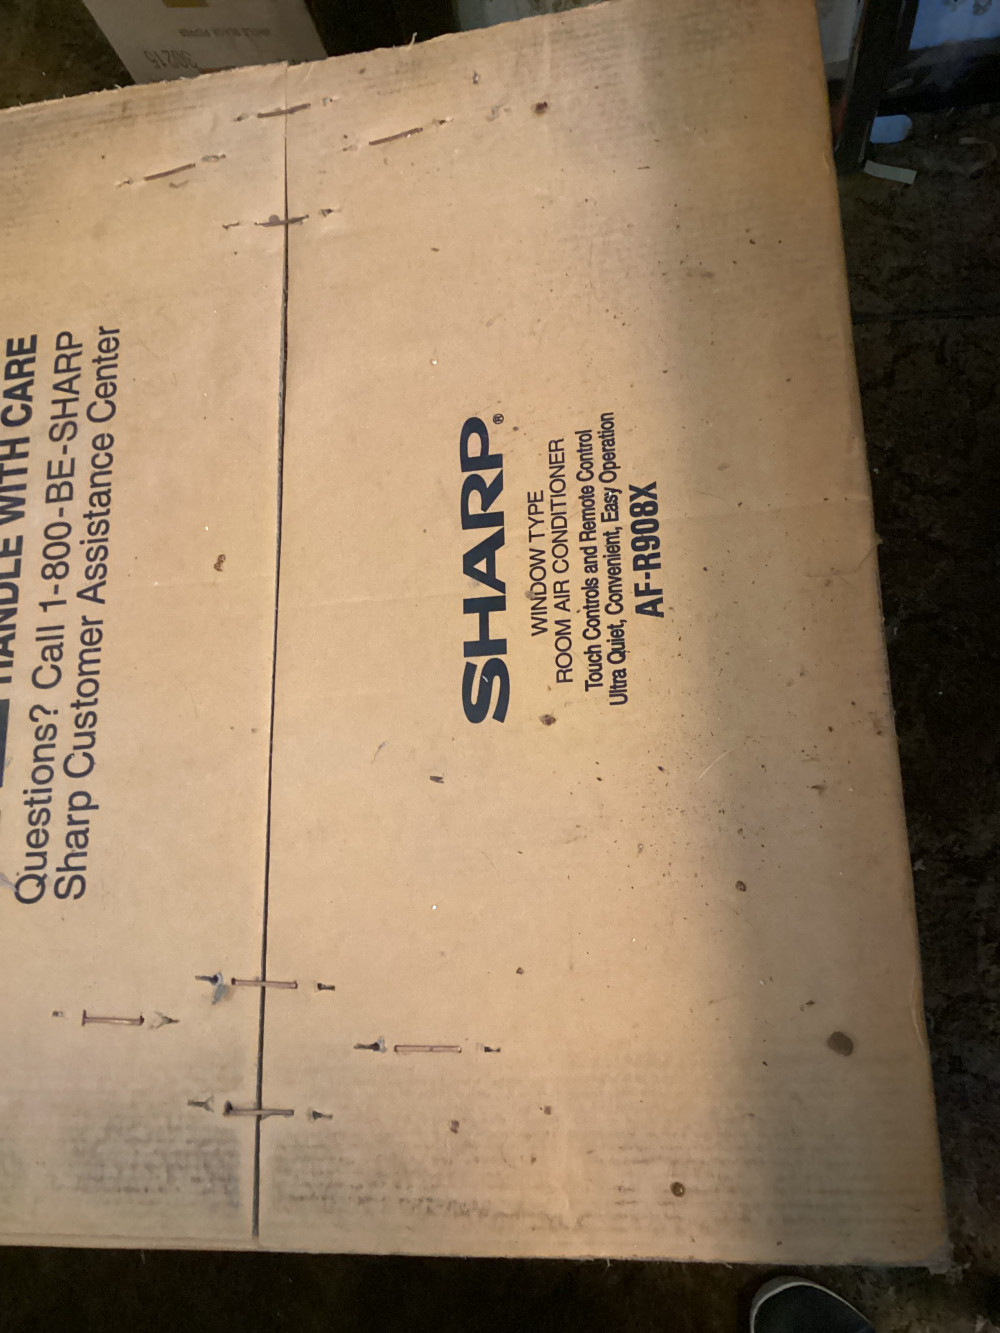 HANDLE WITH CARE
Questions? Call 1-800-BE-SHARP
Sharp Customer Assistance Center
SHARP®
WINDOW TYPE
ROOM AIR CONDITIONER
Touch Controls and Remote Control
Ultra Quiet, Convenient, Easy Operation
AF-R908X
38215